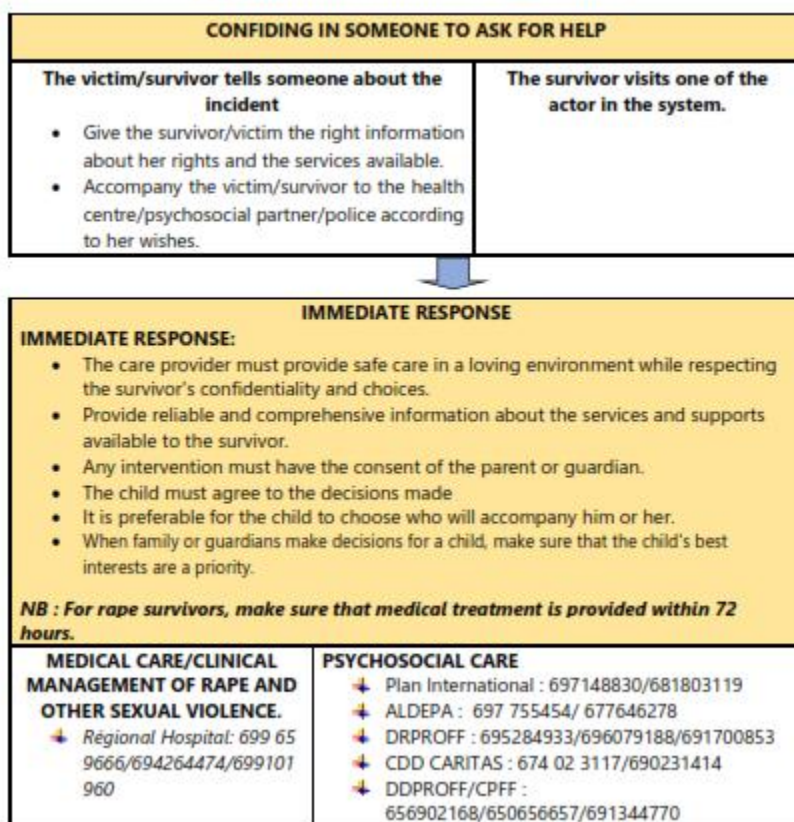 CONFIDING IN SOMEONE TO ASK FOR HELP
The victim/survivor tells someone about the
incident
• Give the survivor/victim the right information
about her rights and the services available.
• Accompany the victim/survivor to the health
centre/psychosocial partner/police according
to her wishes.
The survivor visits one of the
actor in the system.
IMMEDIATE RESPONSE
IMMEDIATE RESPONSE:
• The care provider must provide safe care in a loving environment while respecting
the survivor's confidentiality and choices.
• Provide reliable and comprehensive information about the services and supports
available to the survivor.
• Any intervention must have the consent of the parent or guardian.
• The child must agree to the decisions made
• It is preferable for the child to choose who will accompany him or her.
• When family or guardians make decisions for a child, make sure that the child's best
interests are a priority.
NB : For rape survivors, make sure that medical treatment is provided within 72
hours.
MEDICAL CARE/CLINICAL
MANAGEMENT OF RAPE AND
OTHER SEXUAL VIOLENCE.
Régional Hospital: 699 65
9666/694264474/699101
960
PSYCHOSOCIAL CARE
Plan International : 697148830/681803119
ALDEPA : 697 755454/ 677646278
DRPROFF : 695284933/696079188/691700853
CDD CARITAS : 674 02 3117/690231414
DDPROFF/CPFF :
656902168/650656657/691344770